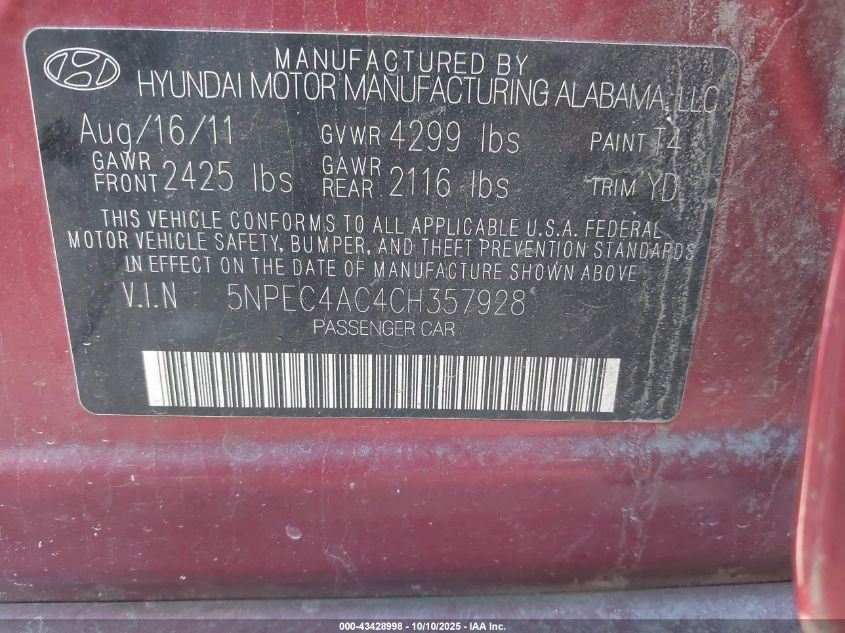 MANUFACTURED BY
HYUNDAI MOTOR MANUFACTURING ALABAMA, LLC
Aug/16/11 GVWR 4299 lbs PAINT T4
GAWR FRONT 2425 lbs GAWR REAR 2116 lbs TRIM YD
THIS VEHICLE CONFORMS TO ALL APPLICABLE U.S.A. FEDERAL
MOTOR VEHICLE SAFETY, BUMPER, AND THEFT PREVENTION STANDARDS
IN EFFECT ON THE DATE OF MANUFACTURE SHOWN ABOVE
V.I.N 5NPEC4AC4CH357928
PASSENGER CAR
000-43428998 - 10/10/2025 - IAA Inc.